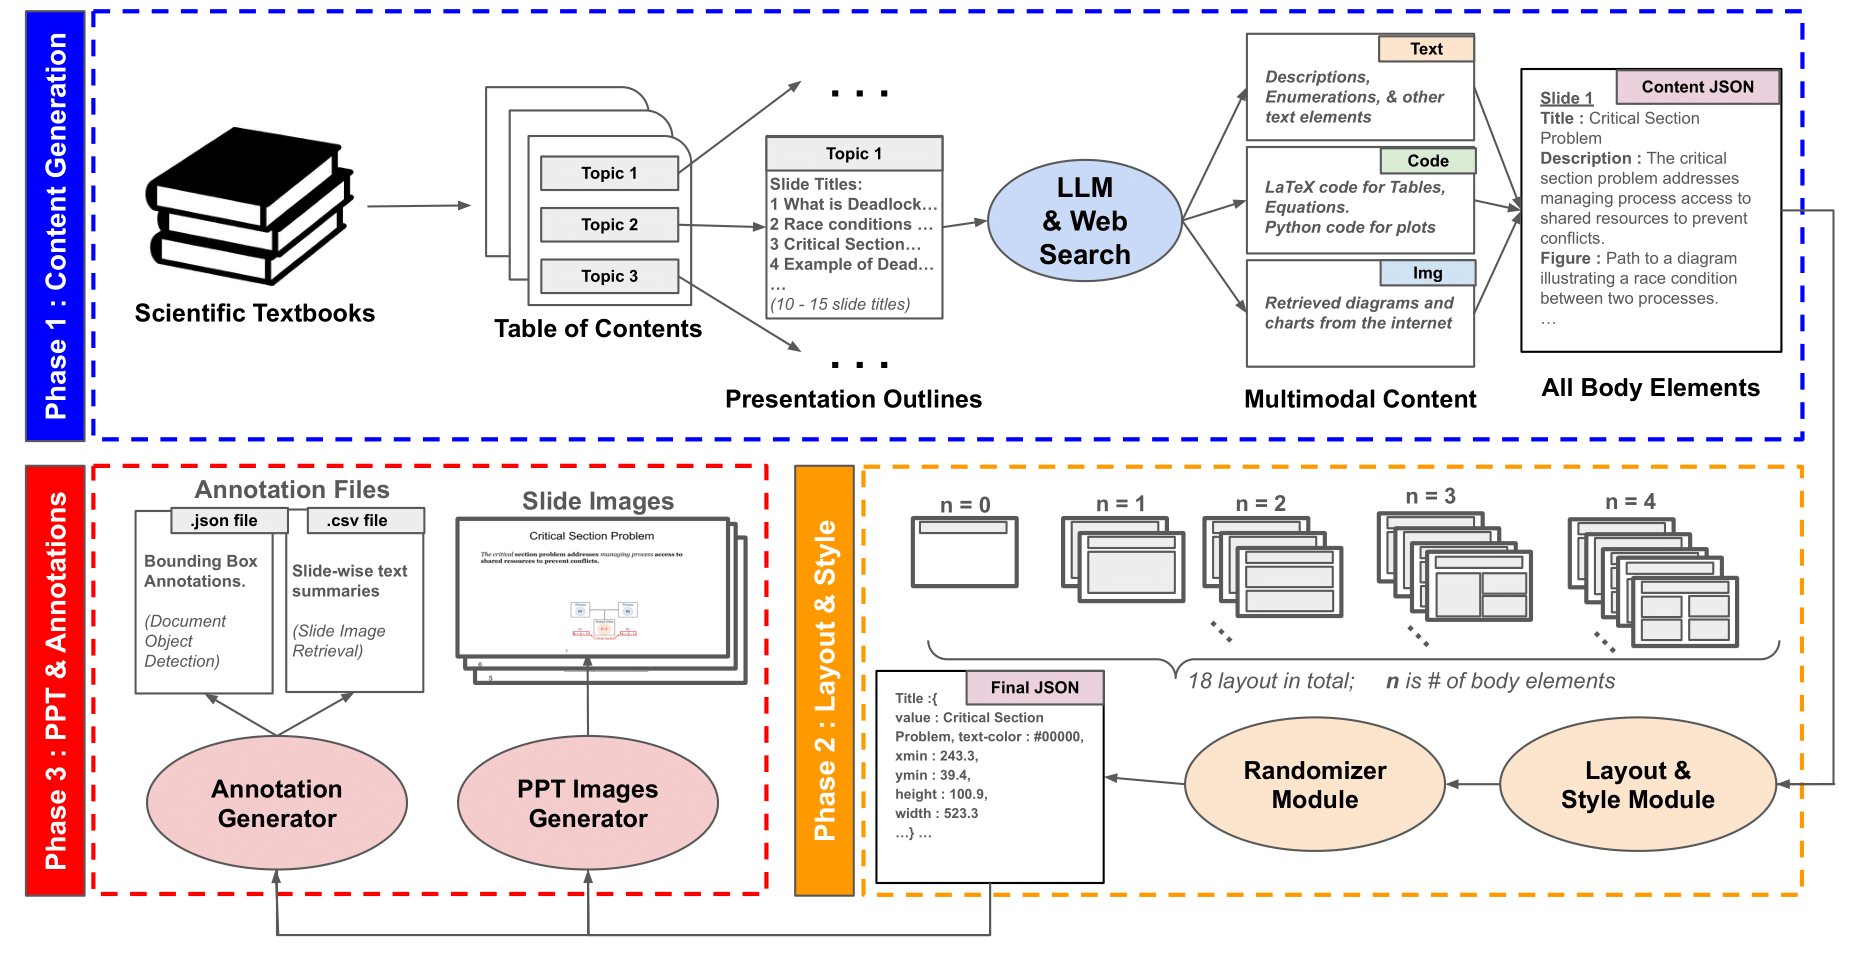 Phase 1 : Content Generation
Scientific Textbooks
Topic 1
Topic 2
Topic 3
Table of Contents
. . .
Topic 1
Slide Titles:
1 What is Deadlock...
2 Race conditions ...
3 Critical Section...
4 Example of Dead...
...
(10 - 15 slide titles)
. . .
Presentation Outlines
LLM
& Web
Search
Text
Descriptions,
Enumerations, & other
text elements
Code
LaTeX code for Tables,
Equations.
Python code for plots
Img
Retrieved diagrams and
charts from the internet
Multimodal Content
Content JSON
Slide 1
Title : Critical Section
Problem
Description : The critical
section problem addresses
managing process access to
shared resources to prevent
conflicts.
Figure : Path to a diagram
illustrating a race condition
between two processes.
...
All Body Elements
Phase 3 : PPT & Annotations
Annotation Files
.json file
Bounding Box
Annotations.
(Document
Object
Detection)
.csv file
Slide-wise text
summaries
(Slide Image
Retrieval)
Slide Images
Critical Section Problem
The critical section problem addresses managing process access to
shared resources to prevent conflicts.
6
5
Annotation
Generator
PPT Images
Generator
Phase 2 : Layout & Style
n = 0
n = 1
n = 2
n = 3
n = 4
18 layout in total; n is # of body elements
Final JSON
Title :{
value : Critical Section
Problem, text-color : #00000,
xmin : 243.3,
ymin : 39.4,
height : 100.9,
width : 523.3
...} ...
Randomizer
Module
Layout &
Style Module